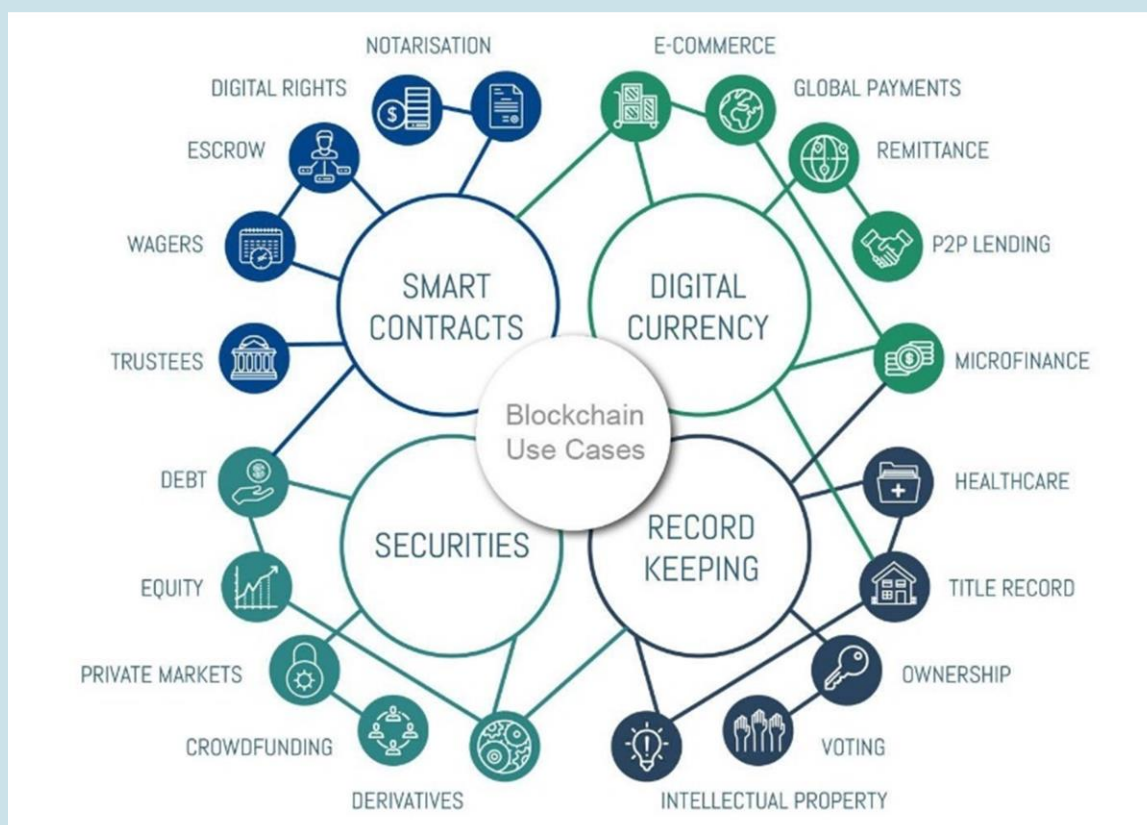 NOTARISATION
E-COMMERCE
DIGITAL RIGHTS
GLOBAL PAYMENTS
ESCROW
REMITTANCE
WAGERS
P2P LENDING
SMART
CONTRACTS
DIGITAL
CURRENCY
TRUSTEES
MICROFINANCE
Blockchain
Use Cases
DEBT
HEALTHCARE
SECURITIES
RECORD
KEEPING
EQUITY
TITLE RECORD
PRIVATE MARKETS
OWNERSHIP
CROWDFUNDING
VOTING
DERIVATIVES
INTELLECTUAL PROPERTY